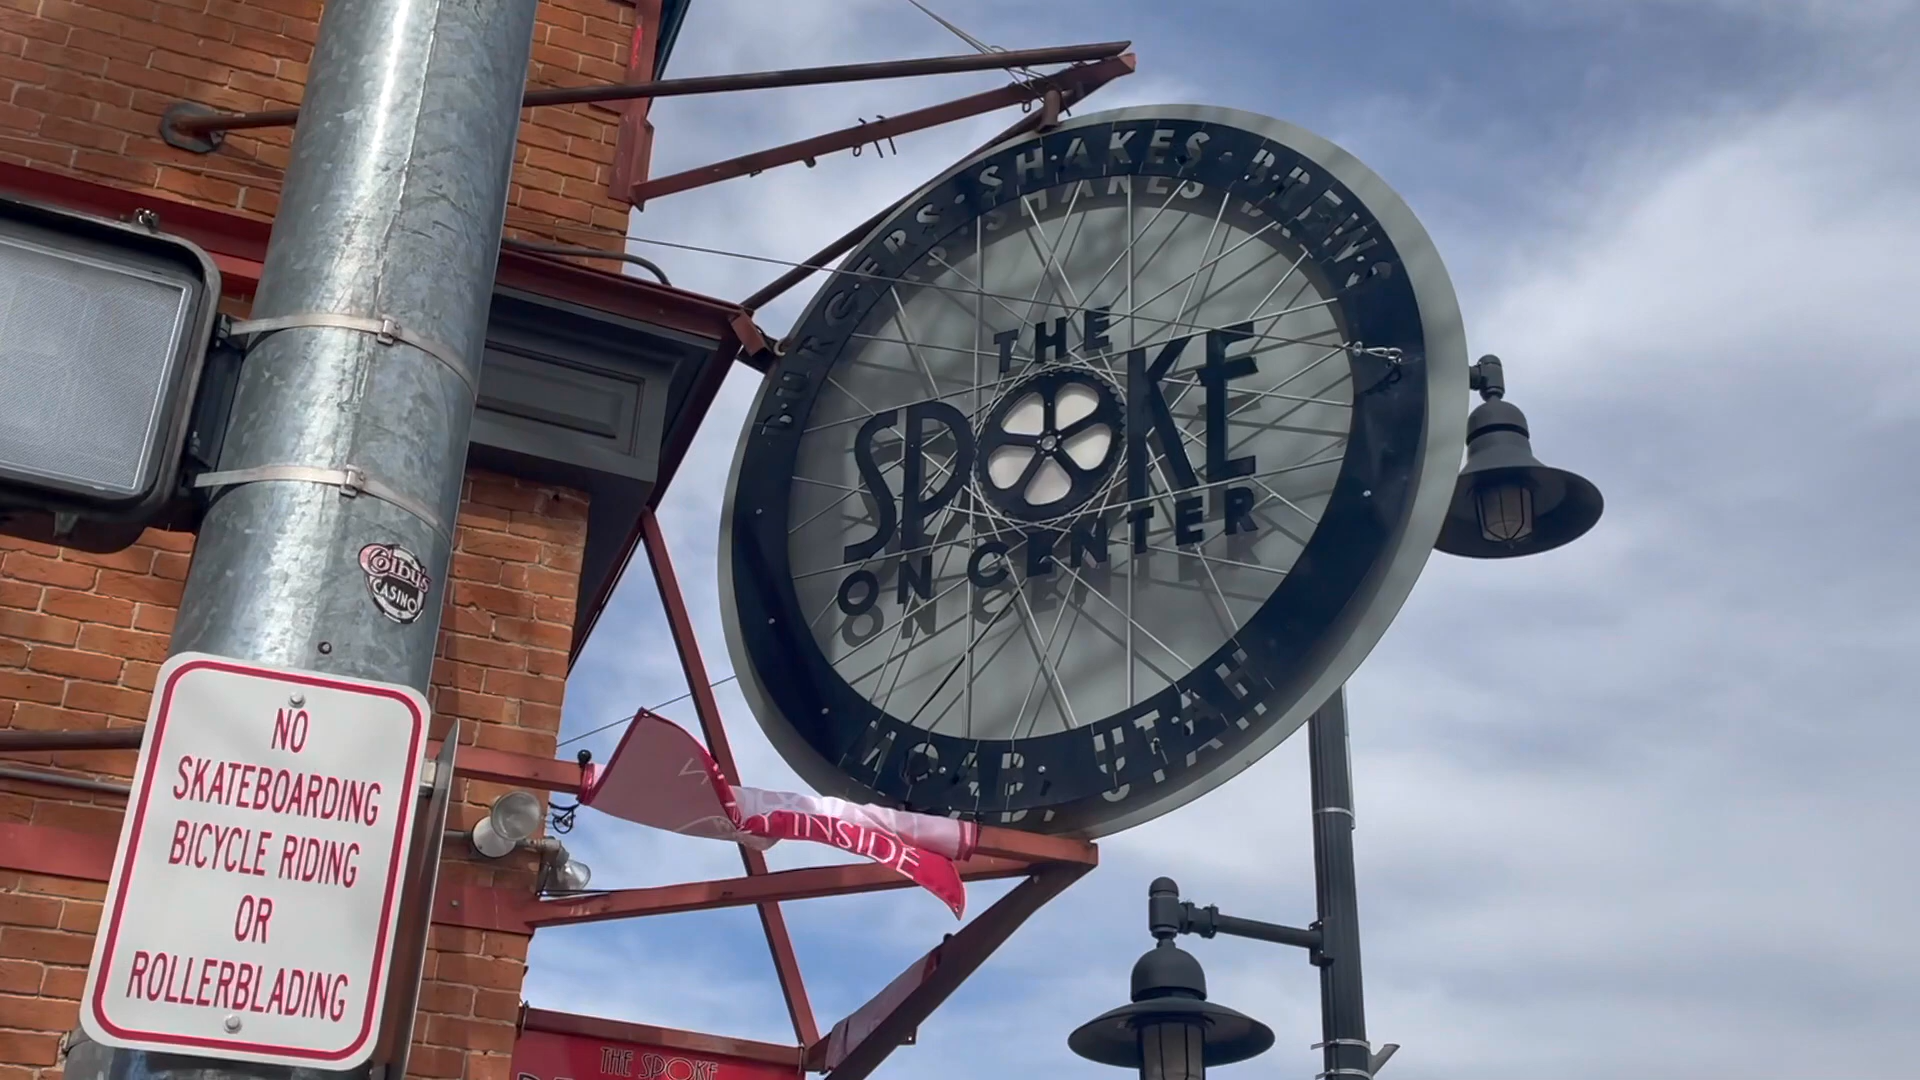 BURGERS · SHAKES · BREWS
THE
SPOKE
ON CENTER
MOAB, UTAH
Colby's
CASINO
NO
SKATEBOARDING
BICYCLE RIDING
OR
ROLLERBLADING
INSIDE
THE SPOKE